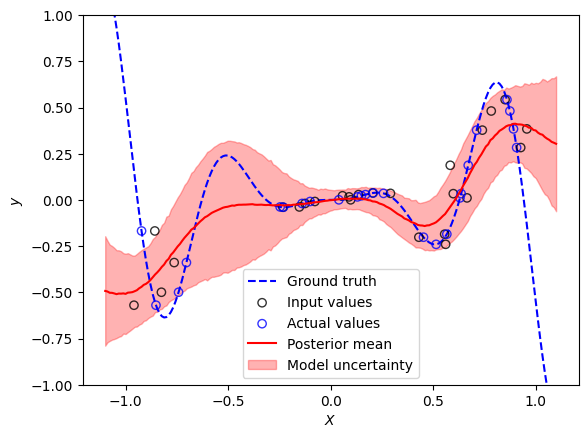 1.00
0.75
0.50
0.25
0.00
−0.25
−0.50
−0.75
−1.00
y
Ground truth
Input values
Actual values
Posterior mean
Model uncertainty
−1.0 −0.5 0.0 0.5 1.0
X